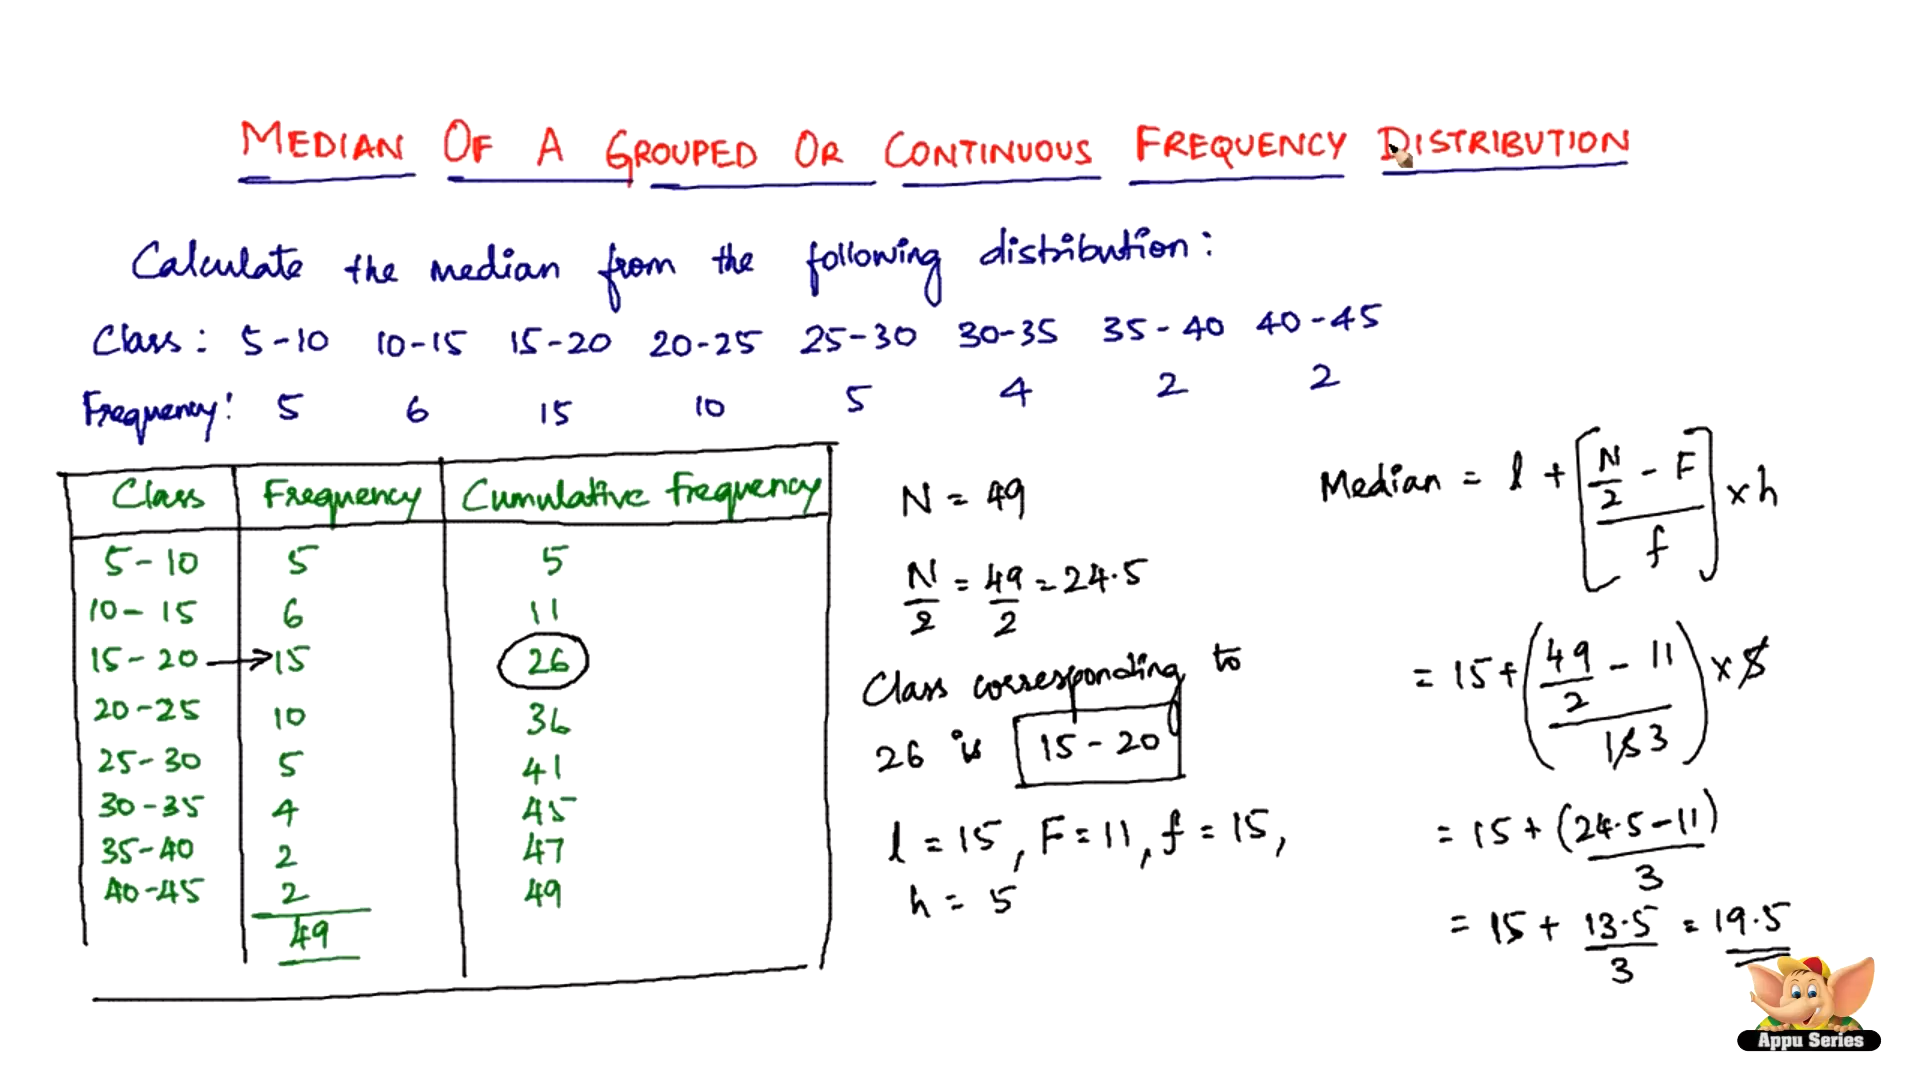 MEDIAN OF A GROUPED OR CONTINUOUS FREQUENCY DISTRIBUTION
Calculate the median from the following distribution:
Class: 5-10 10-15 15-20 20-25 25-30 30-35 35-40 40-45
Frequency: 5 6 15 10 5 4 2 2
Class Frequency Cumulative frequency
5-10 5 5
10-15 6 11
15-20 → 15 26
20-25 10 36
25-30 5 41
30-35 4 45
35-40 2 47
40-45 2 49
49
N = 49
N/2 = 49/2 = 24.5
Class corresponding to
26 is 15-20
l = 15, F = 11, f = 15,
h = 5
Median = l + [(N/2 - F)/f] × h
= 15 + ((49/2 - 11)/15 3) × 5
= 15 + (24.5-11)/3
= 15 + 13.5/3 = 19.5
Appu Series